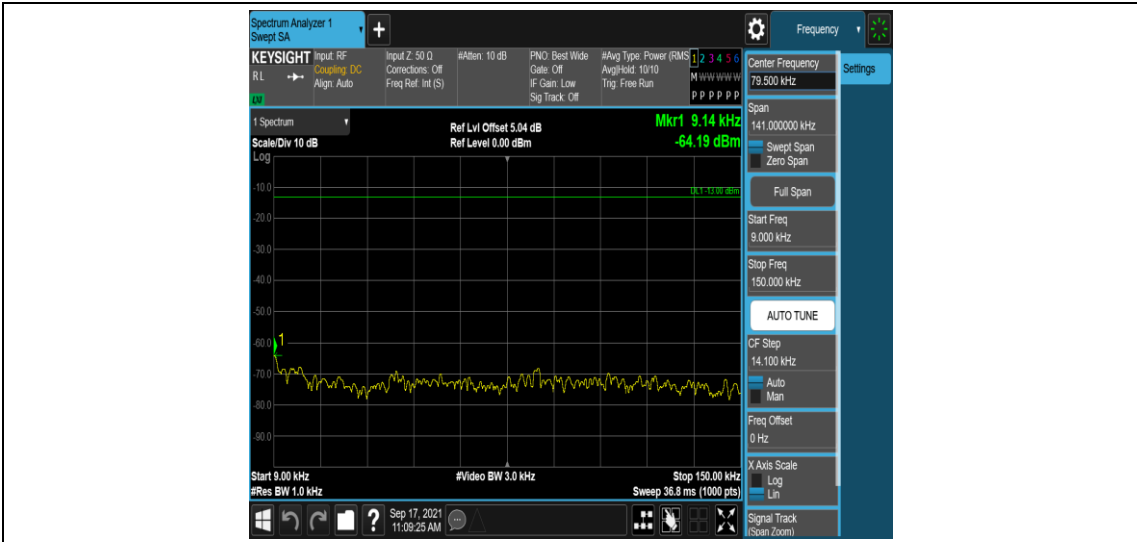 Spectrum Analyzer 1
Swept SA
+
Frequency
KEYSIGHT
RL
LXI
Input: RF
Coupling: DC
Align: Auto
Input Z: 50 Ω
Corrections: Off
Freq Ref: Int (S)
#Atten: 10 dB
PNO: Best Wide
Gate: Off
IF Gain: Low
Sig Track: Off
#Avg Type: Power (RMS
Avg|Hold: 10/10
Trig: Free Run
1 2 3 4 5 6
M W W W W W
P P P P P P
1 Spectrum
Scale/Div 10 dB
Log
Ref Lvl Offset 5.04 dB
Ref Level 0.00 dBm
Mkr1 9.14 kHz
-64.19 dBm
DL1 -13.00 dBm
-10.0
-20.0
-30.0
-40.0
-50.0
-60.0
-70.0
-80.0
-90.0
1
Start 9.00 kHz
#Res BW 1.0 kHz
#Video BW 3.0 kHz
Stop 150.00 kHz
Sweep 36.8 ms (1000 pts)
?
Sep 17, 2021
11:09:25 AM
Center Frequency
79.500 kHz
Span
141.000000 kHz
Swept Span
Zero Span
Full Span
Start Freq
9.000 kHz
Stop Freq
150.000 kHz
AUTO TUNE
CF Step
14.100 kHz
Auto
Man
Freq Offset
0 Hz
X Axis Scale
Log
Lin
Signal Track
(Span Zoom)
Settings